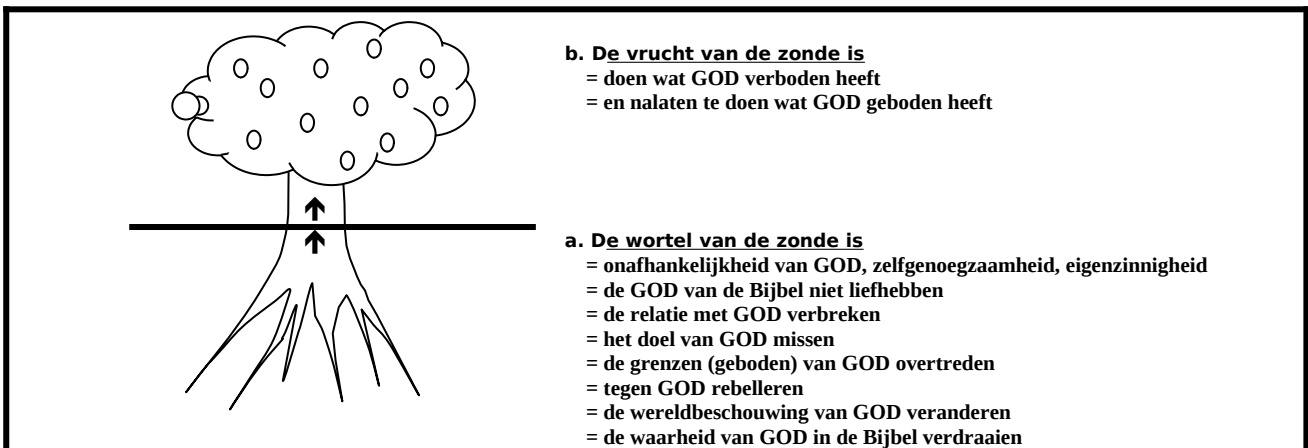 b. De vrucht van de zonde is
= doen wat GOD verboden heeft
= en nalaten te doen wat GOD geboden heeft
a. De wortel van de zonde is
= onafhankelijkheid van GOD, zelfgenoegzaamheid, eigenzinnigheid
= de GOD van de Bijbel niet liefhebben
= de relatie met GOD verbreken
= het doel van GOD missen
= de grenzen (geboden) van GOD overtreden
= tegen GOD rebelleren
= de wereldbeschouwing van GOD veranderen
= de waarheid van GOD in de Bijbel verdraaien